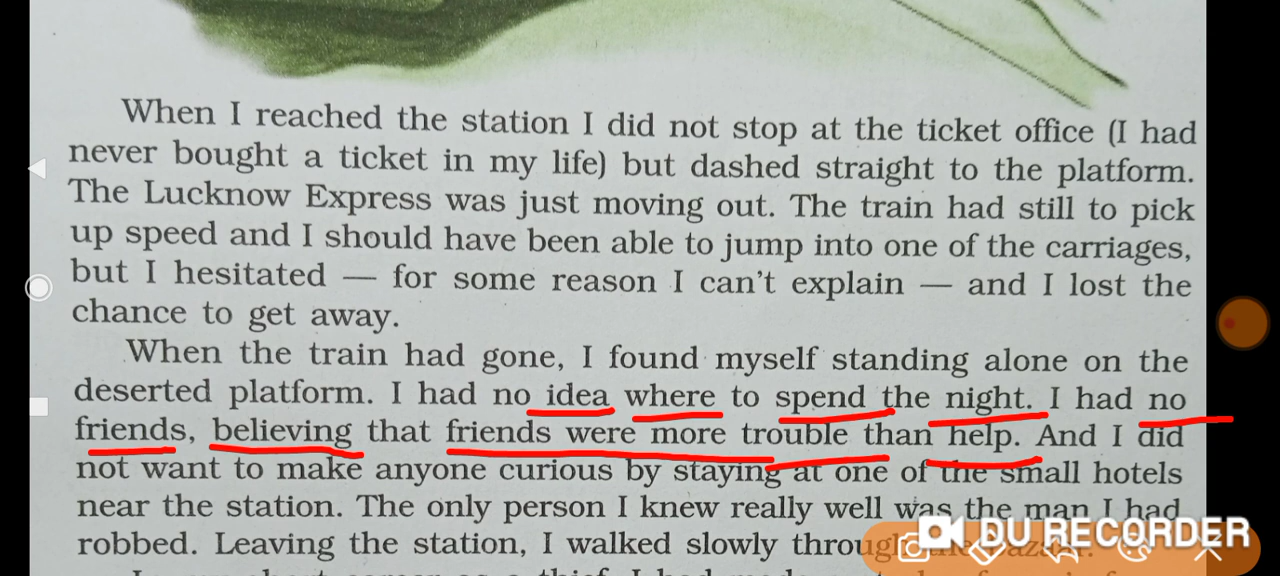 When I reached the station I did not stop at the ticket office (I had
never bought a ticket in my life) but dashed straight to the platform.
The Lucknow Express was just moving out. The train had still to pick
up speed and I should have been able to jump into one of the carriages,
but I hesitated — for some reason I can't explain — and I lost the
chance to get away.
When the train had gone, I found myself standing alone on the
deserted platform. I had no idea where to spend the night. I had no
friends, believing that friends were more trouble than help. And I did
not want to make anyone curious by staying at one of the small hotels
near the station. The only person I knew really well was the man I had
robbed. Leaving the station, I walked slowly through
DU RECORDER